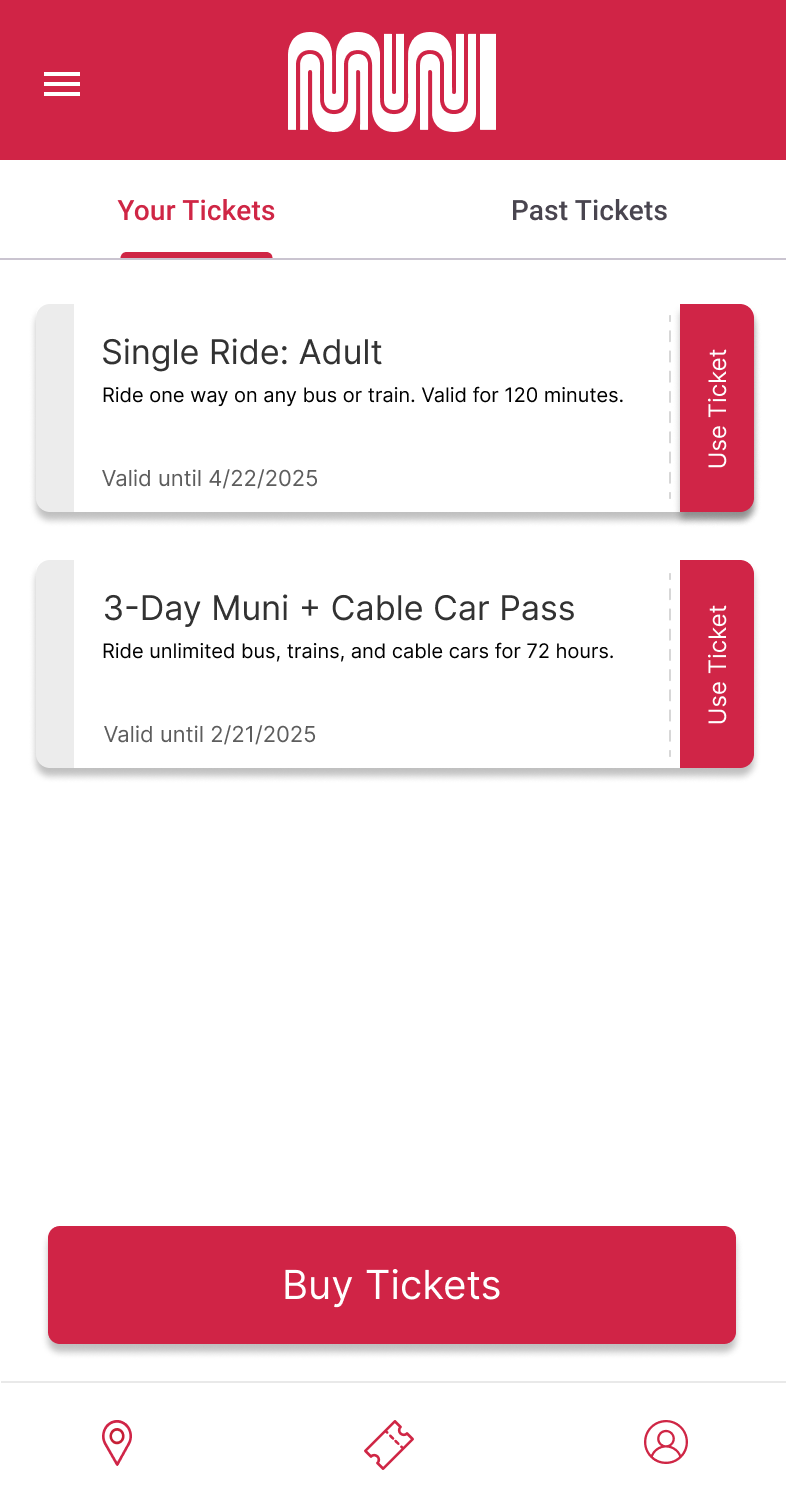 MUNI
Your Tickets
Past Tickets
Single Ride: Adult
Ride one way on any bus or train. Valid for 120 minutes.
Valid until 4/22/2025
Use Ticket
3-Day Muni + Cable Car Pass
Ride unlimited bus, trains, and cable cars for 72 hours.
Valid until 2/21/2025
Use Ticket
Buy Tickets